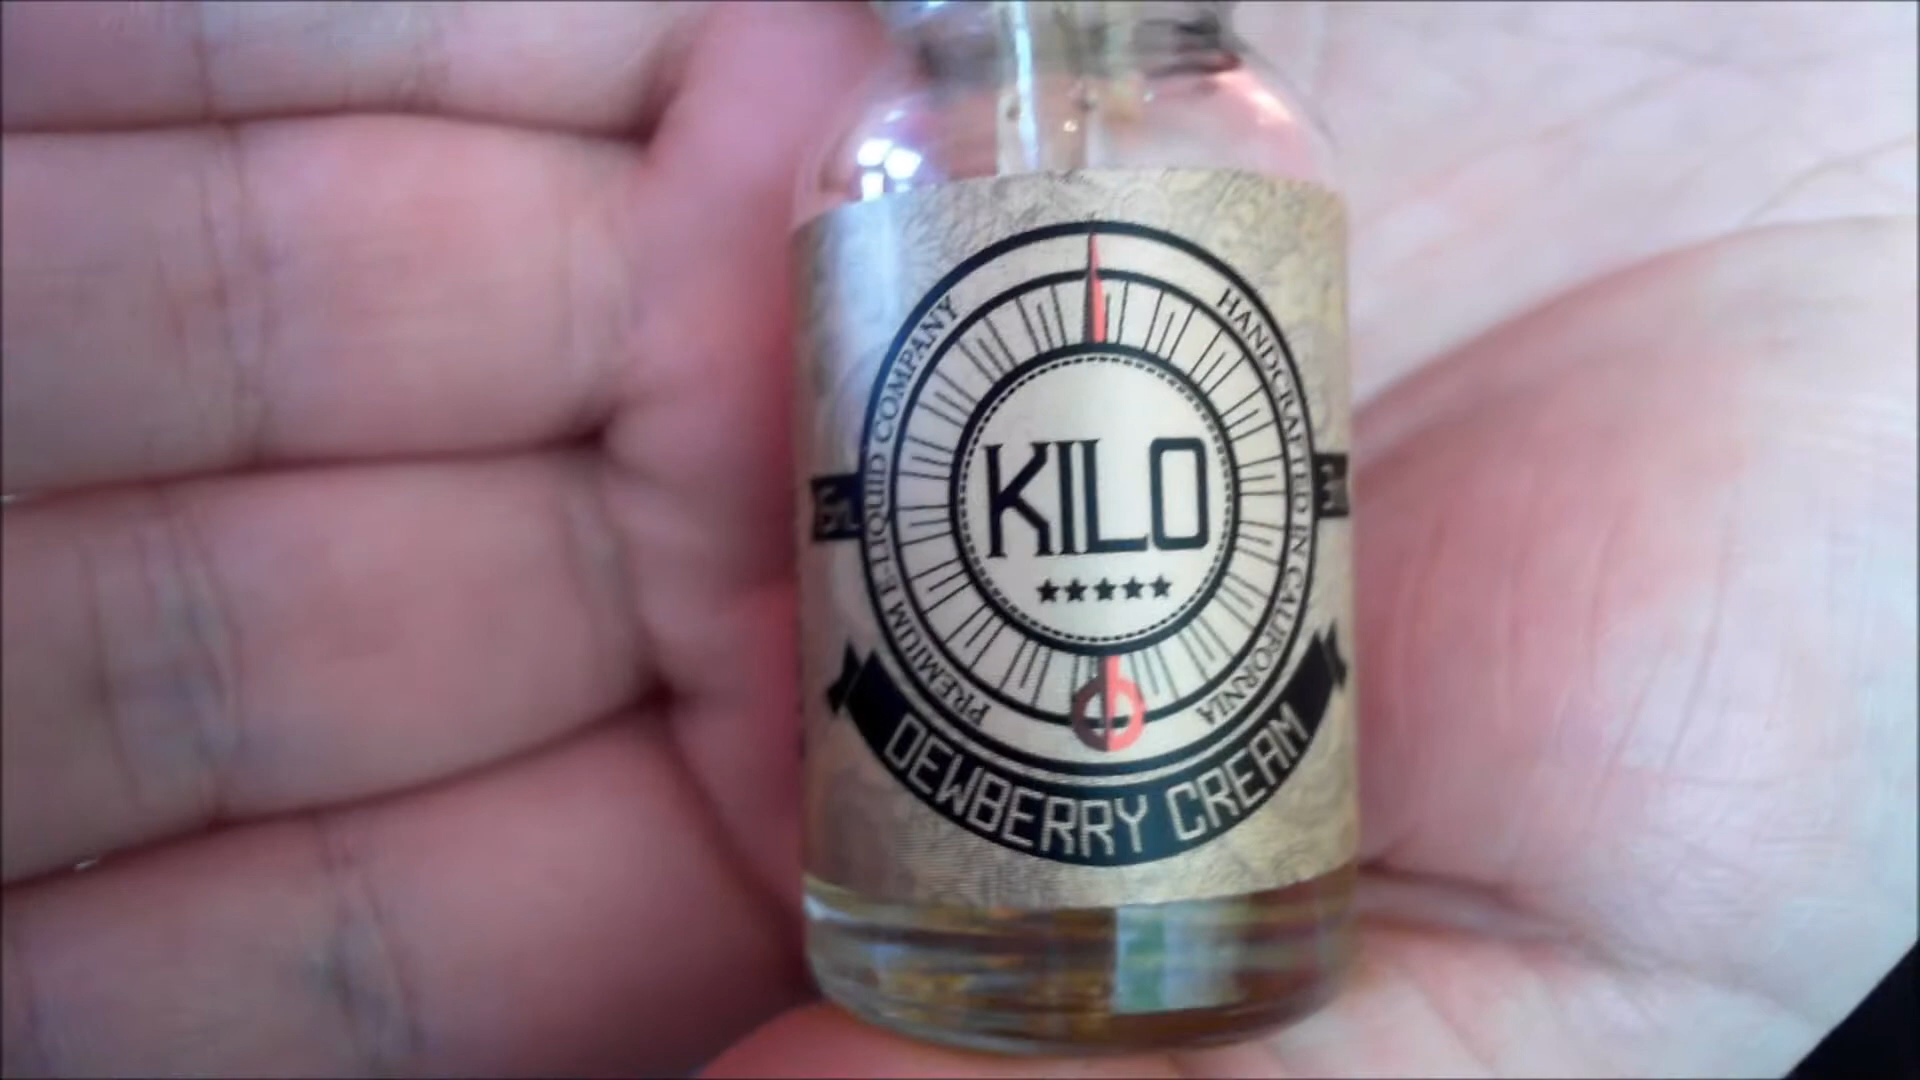 PREMIUM E-LIQUID COMPANY
HANDCRAFTED IN CALIFORNIA
KILO
DEWBERRY CREAM